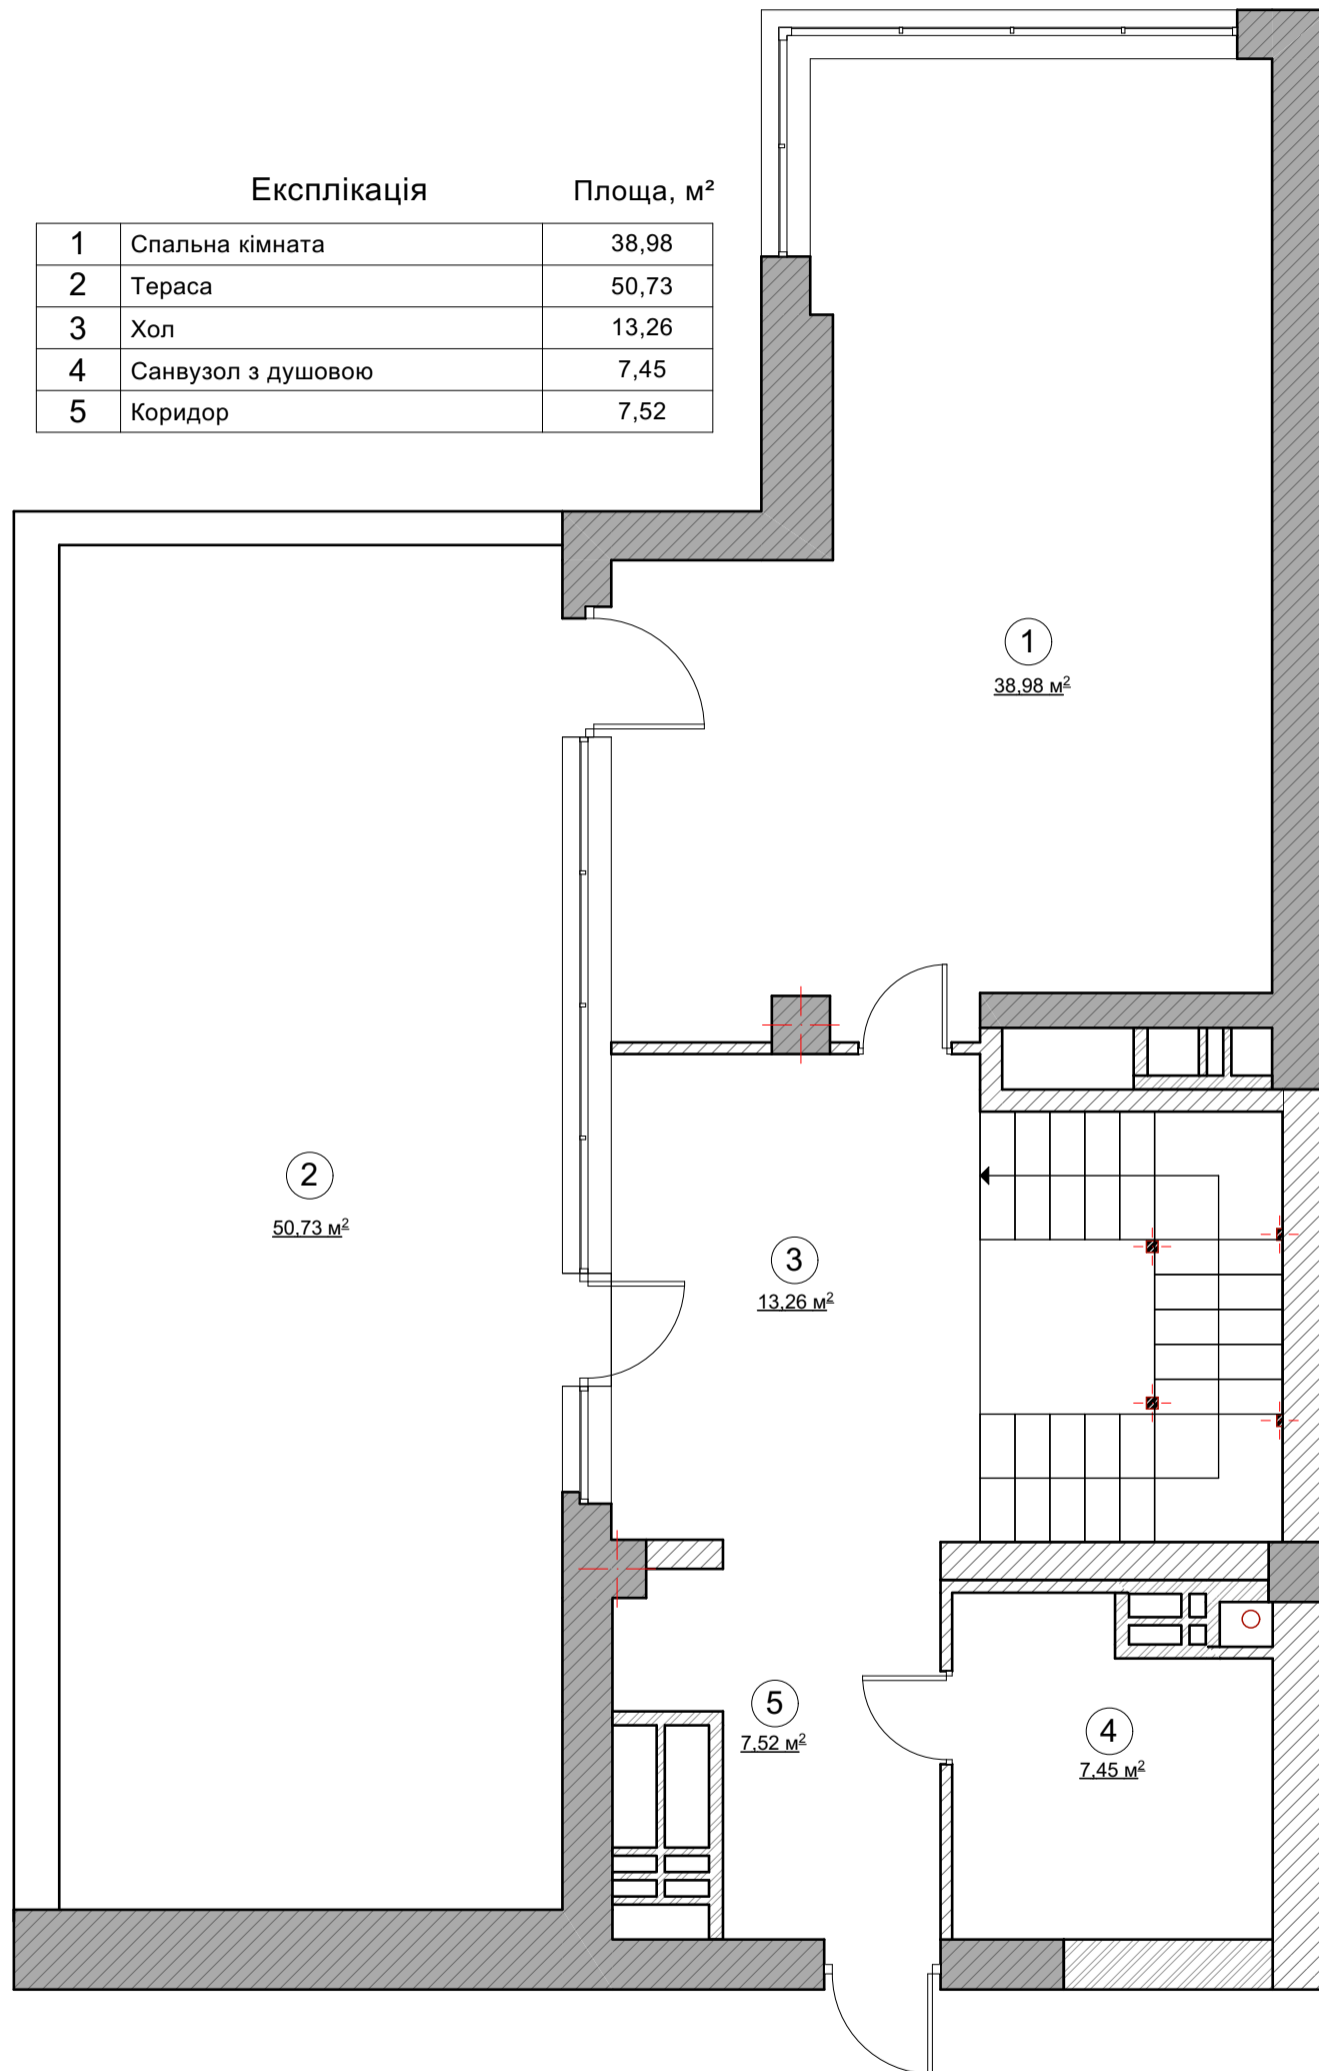 Експлікація Площа, м²
1 Спальна кімната 38,98
2 Тераса 50,73
3 Хол 13,26
4 Санвузол з душовою 7,45
5 Коридор 7,52
1
38,98 м²
2
50,73 м²
3
13,26 м²
5
7,52 м²
4
7,45 м²